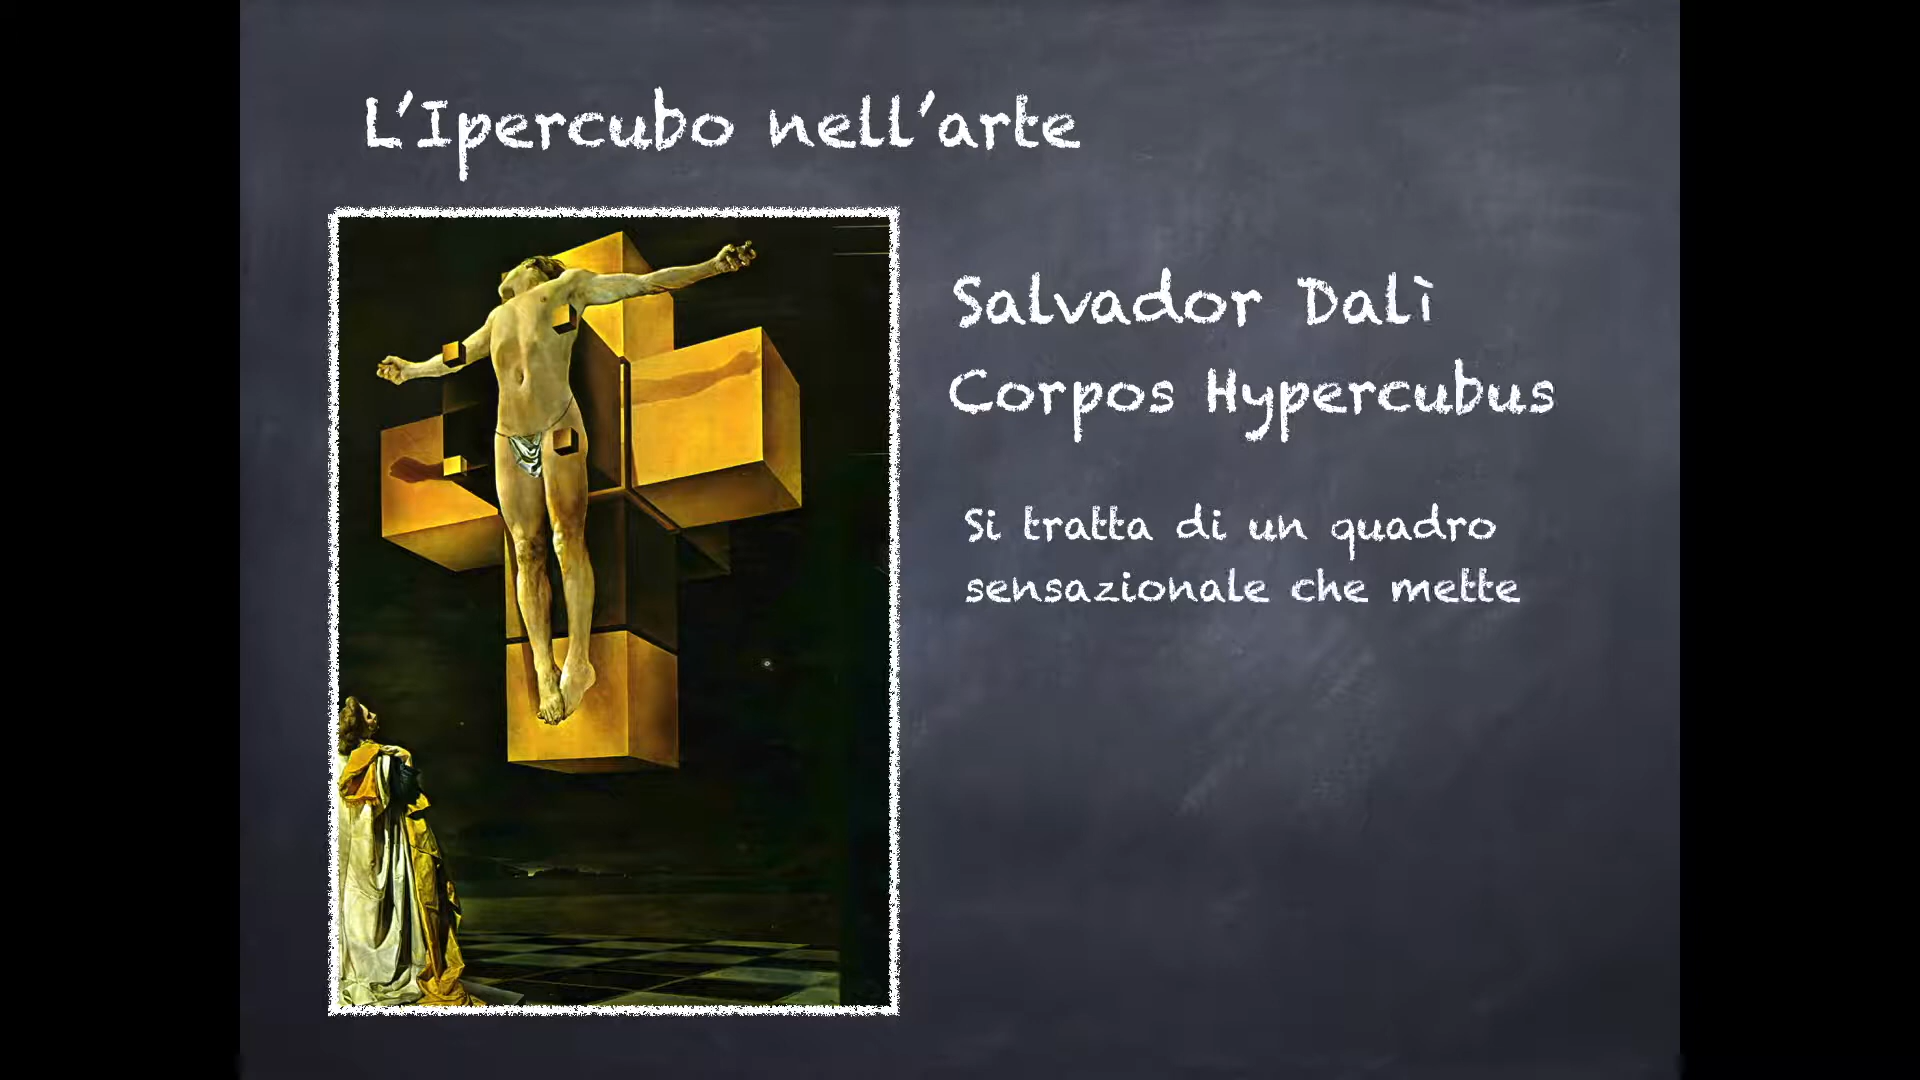 L'Ipercubo nell'arte
Salvador Dalì
Corpos Hypercubus
Si tratta di un quadro
sensazionale che mette